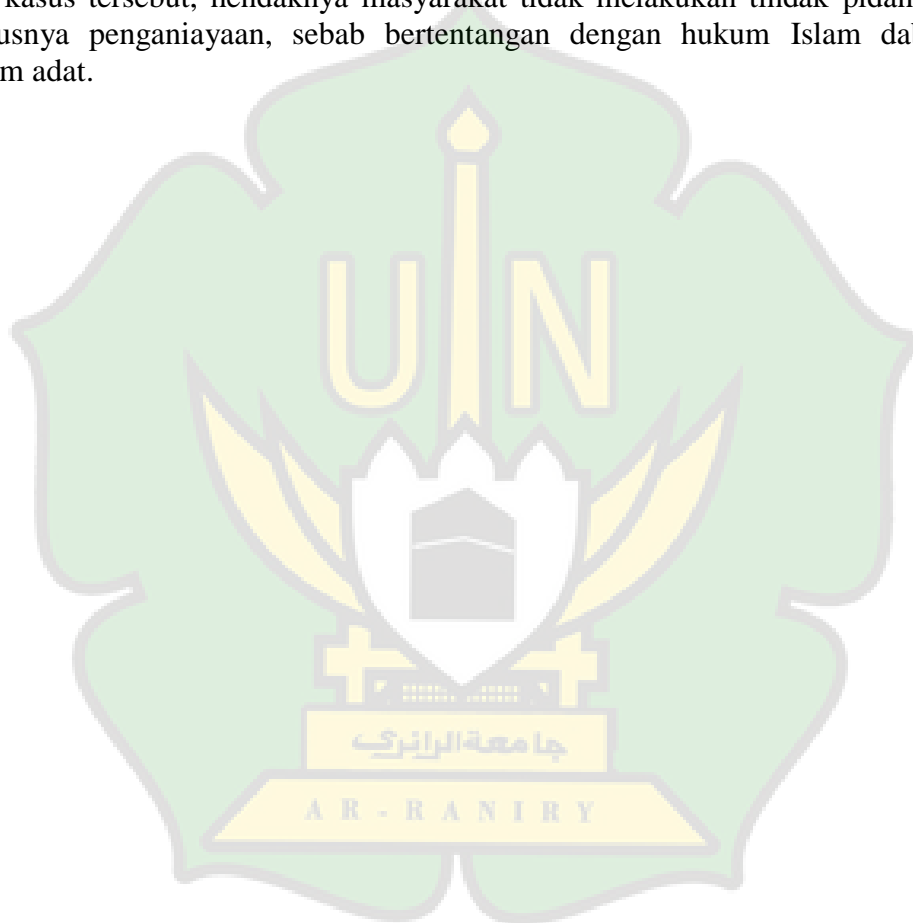 kasus tersebut, hendaknya masyarakat tidak melakukan tindak pidan
usnya penganiayaan, sebab bertentangan dengan hukum Islam da
m adat.
UIN
جامعة الرانري
AR - RANIRY